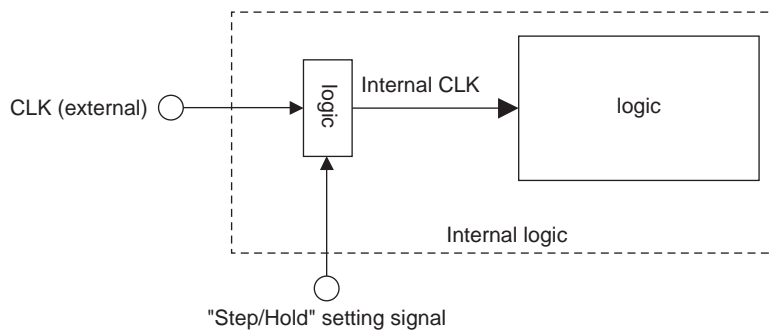 Internal CLK
CLK (external)
logic
logic
Internal logic
"Step/Hold" setting signal